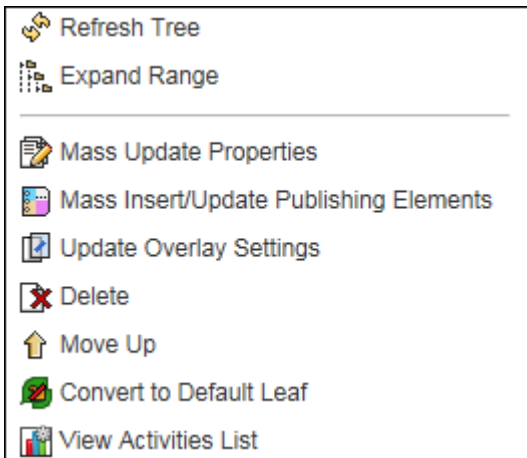 Refresh Tree
Expand Range
Mass Update Properties
Mass Insert/Update Publishing Elements
Update Overlay Settings
Delete
Move Up
Convert to Default Leaf
View Activities List